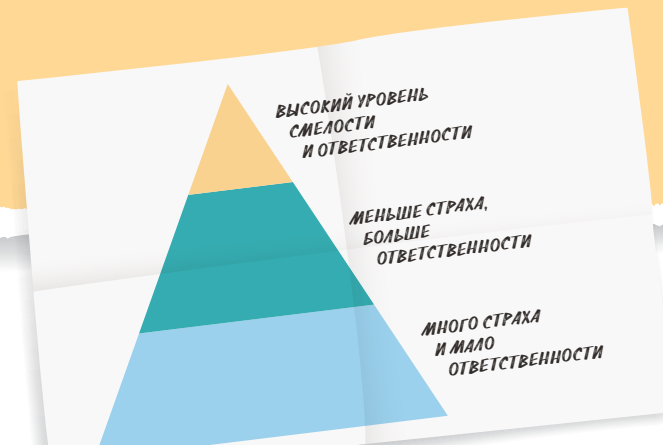 ВЫСОКИЙ УРОВЕНЬ
СМЕЛОСТИ
И ОТВЕТСТВЕННОСТИ
МЕНЬШЕ СТРАХА,
БОЛЬШЕ
ОТВЕТСТВЕННОСТИ
МНОГО СТРАХА
И МАЛО
ОТВЕТСТВЕННОСТИ